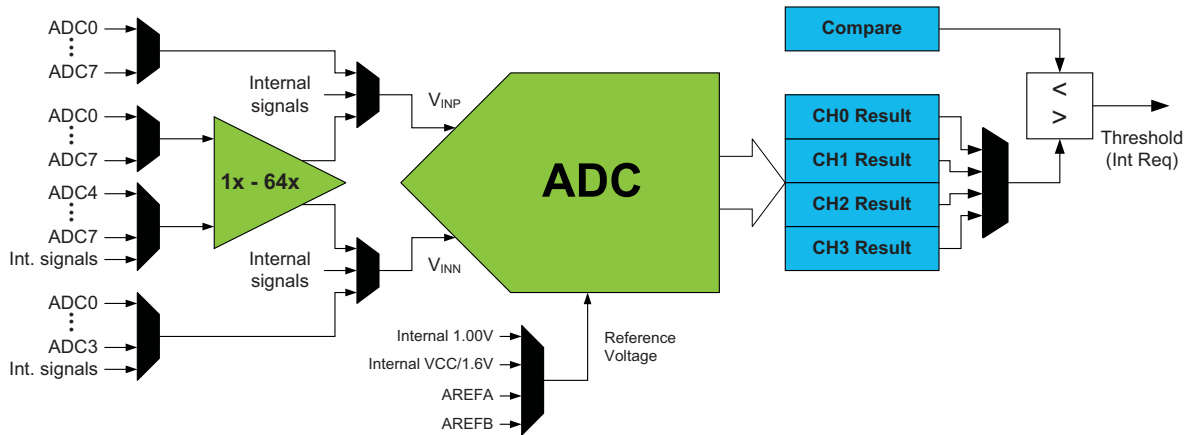 ADC0
ADC7
ADC0
ADC7
ADC4
ADC7
Int. signals
ADC0
ADC3
Int. signals
1x - 64x
Internal
signals
Internal
signals
VINP
VINN
ADC
Internal 1.00V
Internal VCC/1.6V
AREFA
AREFB
Reference
Voltage
Compare
CH0 Result
CH1 Result
CH2 Result
CH3 Result
<
>
Threshold
(Int Req)